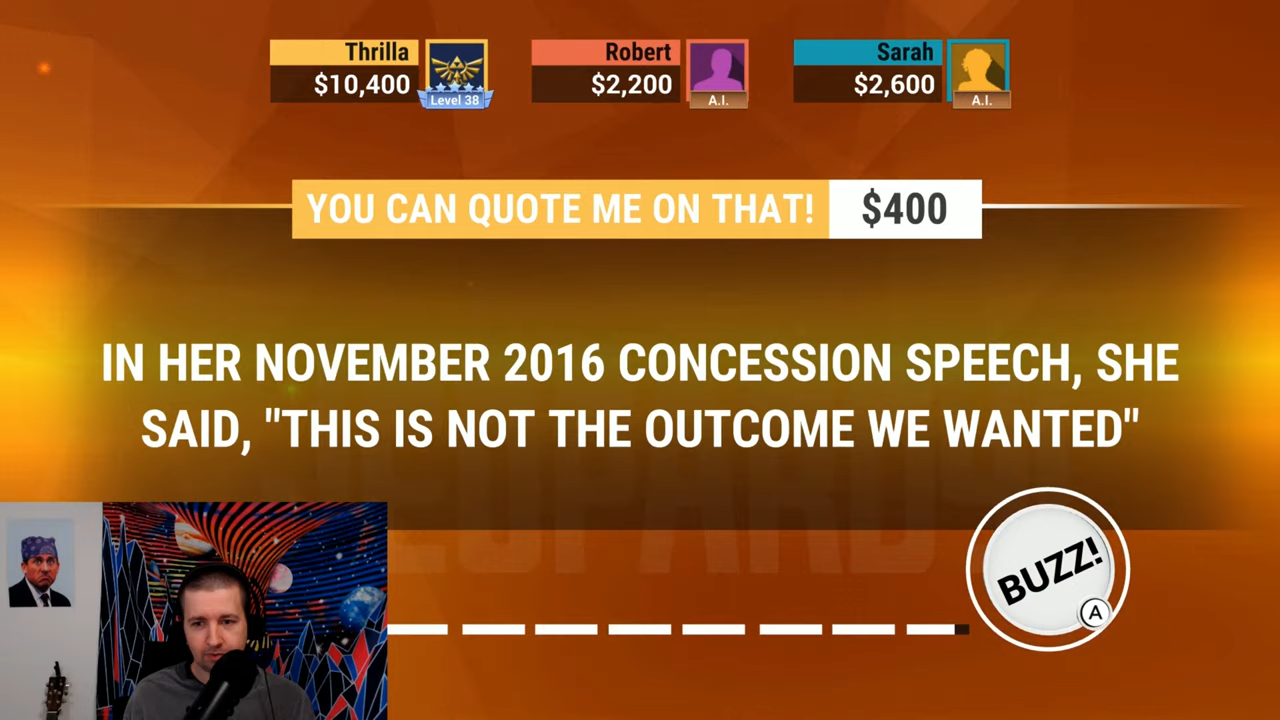 Thrilla
$10,400
Level 38
Robert
$2,200
A.I.
Sarah
$2,600
A.I.
YOU CAN QUOTE ME ON THAT! $400
IN HER NOVEMBER 2016 CONCESSION SPEECH, SHE
SAID, "THIS IS NOT THE OUTCOME WE WANTED"
JEOPARDY
BUZZ!
A